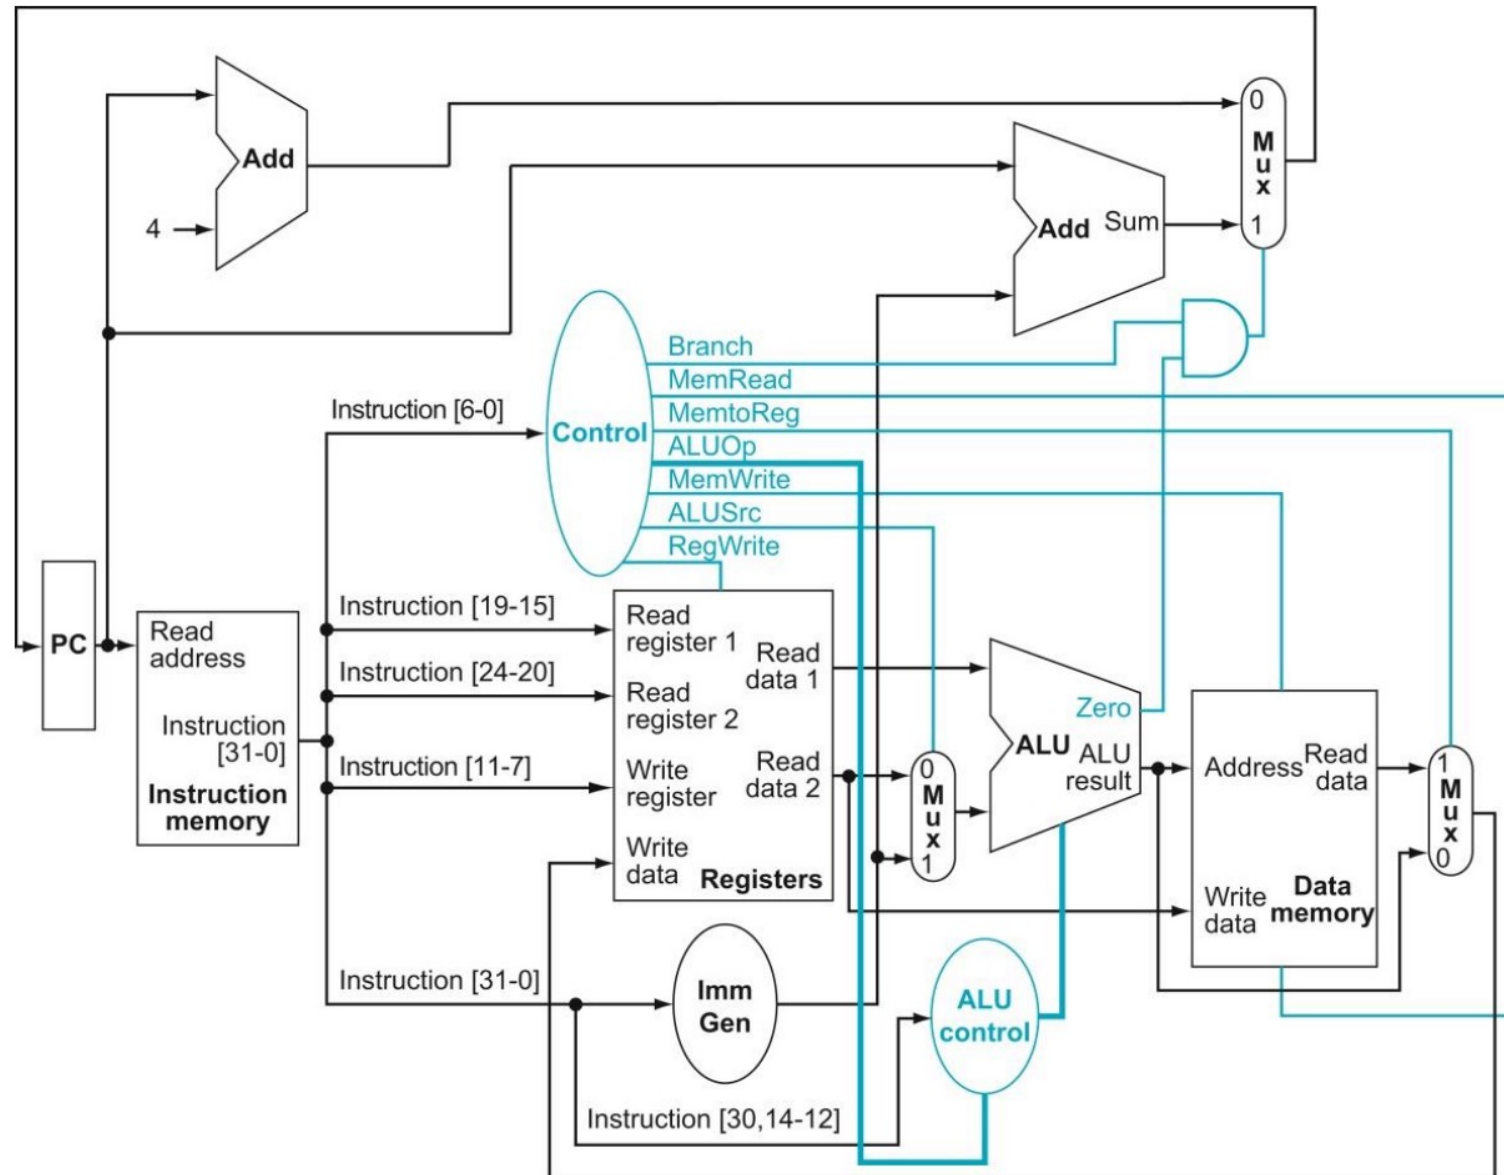 0
M
u
x
1
Add
4
Add Sum
Branch
MemRead
MemtoReg
ALUOp
MemWrite
ALUSrc
RegWrite
Control
Instruction [6-0]
PC
Read
address
Instruction
[31-0]
Instruction
memory
Instruction [19-15]
Instruction [24-20]
Instruction [11-7]
Instruction [31-0]
Read
register 1
Read
register 2
Write
register
Write
data
Read
data 1
Read
data 2
Registers
0
M
u
x
1
Zero
ALU
ALU
result
Address
Read
data
Write
data
Data
memory
1
M
u
x
0
Imm
Gen
ALU
control
Instruction [30,14-12]